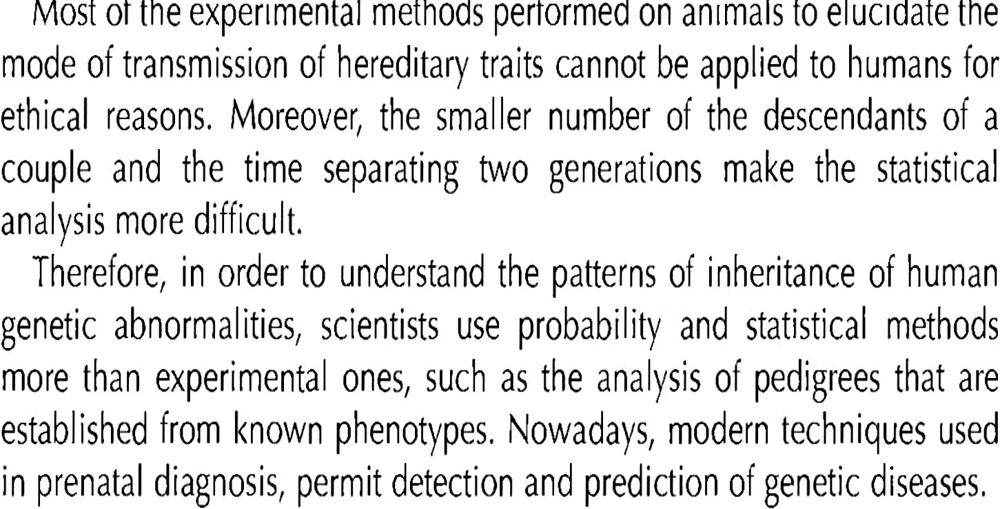 Most of the experimental methods performed on animals to elucidate the
mode of transmission of hereditary traits cannot be applied to humans for
ethical reasons. Moreover, the smaller number of the descendants of a
couple and the time separating two generations make the statistical
analysis more difficult.
Therefore, in order to understand the patterns of inheritance of human
genetic abnormalities, scientists use probability and statistical methods
more than experimental ones, such as the analysis of pedigrees that are
established from known phenotypes. Nowadays, modern techniques used
in prenatal diagnosis, permit detection and prediction of genetic diseases.